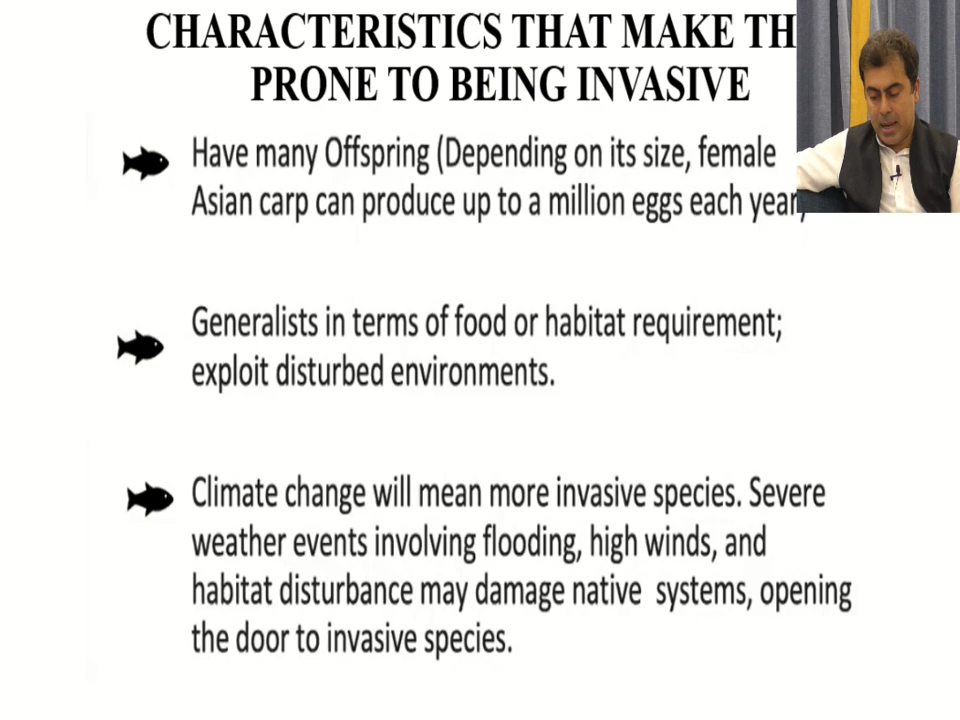 CHARACTERISTICS THAT MAKE TH
PRONE TO BEING INVASIVE
Have many Offspring (Depending on its size, female
Asian carp can produce up to a million eggs each year)
Generalists in terms of food or habitat requirement;
exploit disturbed environments.
Climate change will mean more invasive species. Severe
weather events involving flooding, high winds, and
habitat disturbance may damage native systems, opening
the door to invasive species.